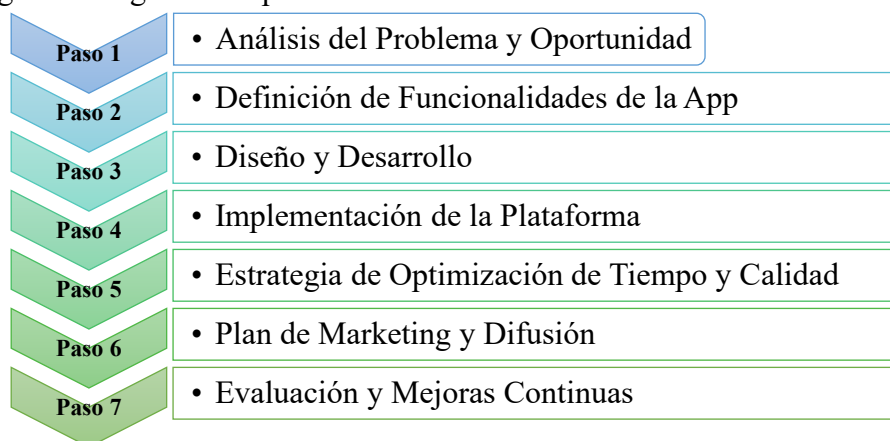 Paso 1
• Análisis del Problema y Oportunidad
Paso 2
• Definición de Funcionalidades de la App
Paso 3
• Diseño y Desarrollo
Paso 4
• Implementación de la Plataforma
Paso 5
• Estrategia de Optimización de Tiempo y Calidad
Paso 6
• Plan de Marketing y Difusión
Paso 7
• Evaluación y Mejoras Continuas